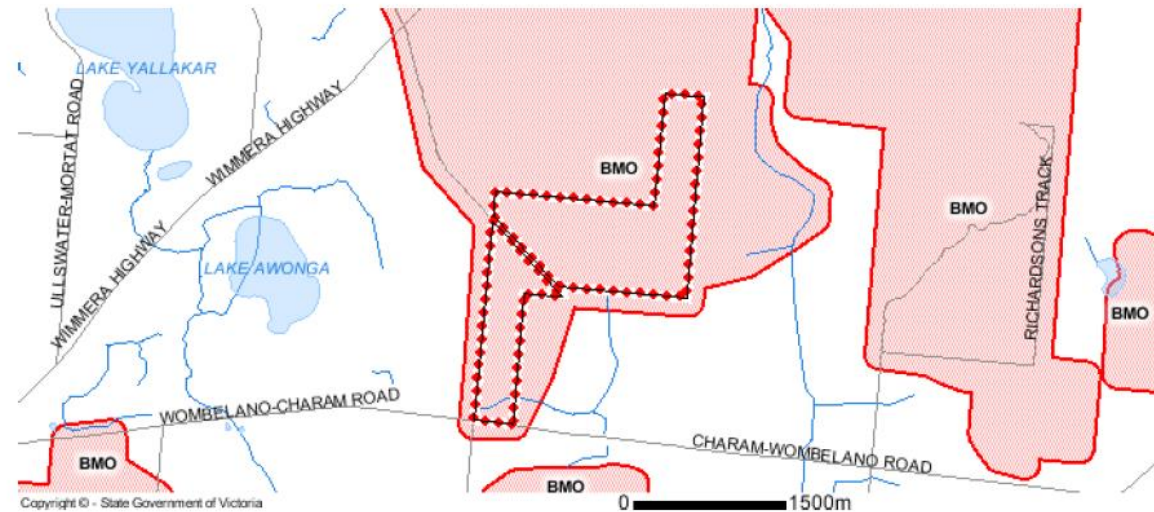 LAKE YALLAKAR
ULLSWATER-MORTAT ROAD
WIMMERA HIGHWAY
BMO
RICHARDSONS TRACK
BMO
WIMMERA HIGHWAY
LAKE AWONGA
BMO
WOMBELANO-CHARAM ROAD
CHARAM-WOMBELANO ROAD
BMO
BMO
Copyright © - State Government of Victoria
0 1500m